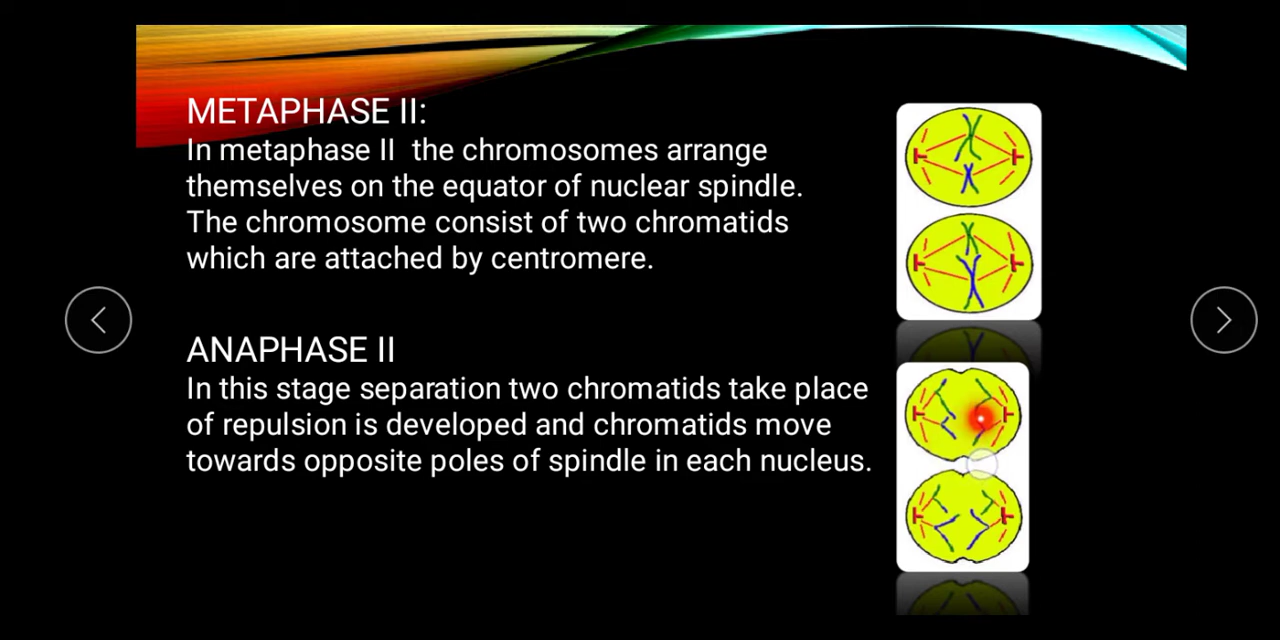 METAPHASE II:
In metaphase II the chromosomes arrange
themselves on the equator of nuclear spindle.
The chromosome consist of two chromatids
which are attached by centromere.
ANAPHASE II
In this stage separation two chromatids take place
of repulsion is developed and chromatids move
towards opposite poles of spindle in each nucleus.